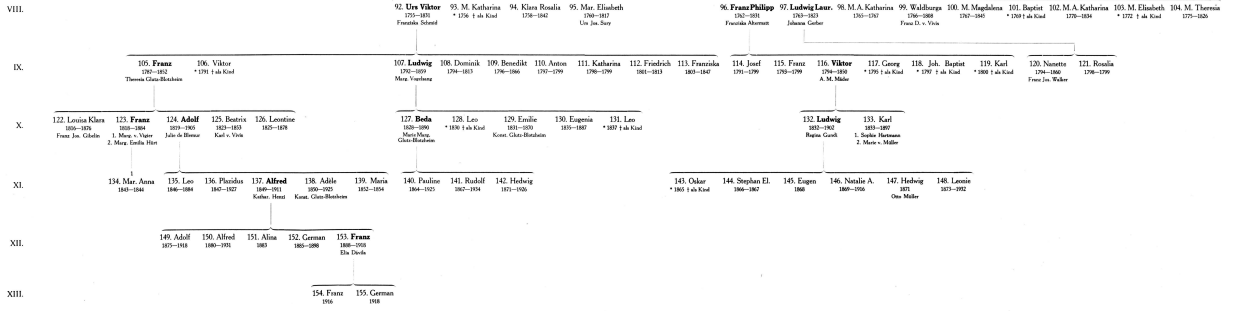 VIII.
92. Urs Viktor 93. M. Katharina 94. Klara Rosalia 95. Mar. Elisabeth 96. Franz Philipp 97. Ludwig Laur. 98. M. A. Katharina 99. Waldburga 100. M. Magdalena 101. Baptist 102. M.A. Katharina 103. M. Elisabeth 104. M. Theresia
1755—1831 * 1756 † als Kind 1758—1842 1760—1817 1762—1831 1763—1823 1765—1767 1766—1808 1767—1845 * 1769 † als Kind 1770—1834 * 1772 † als Kind 1775—1826
Franziska Schmid Urs Jos. Sury Franziska Altermatt Johanna Gerber Franz D. v. Vivis
IX.
105. Franz 106. Viktor 107. Ludwig 108. Dominik 109. Benedikt 110. Anton 111. Katharina 112. Friedrich 113. Franziska 114. Josef 115. Franz 116. Viktor 117. Georg 118. Joh. Baptist 119. Karl 120. Nanette 121. Rosalia
1787—1852 * 1791 † als Kind 1792—1859 1794—1813 1796—1866 1797—1799 1798—1799 1801—1813 1803—1847 1791—1799 1793—1799 1794—1850 * 1795 † als Kind * 1797 † als Kind * 1800 † als Kind 1794—1860 1798—1799
Theresia Glutz-Blotzheim Marg. Vogelsang A. M. Mäder Franz Jos. Walker
X.
122. Louisa Klara 123. Franz 124. Adolf 125. Beatrix 126. Leontine 127. Beda 128. Leo 129. Emilie 130. Eugenia 131. Leo 132. Ludwig 133. Karl
1816—1876 1818—1884 1819—1905 1823—1853 1825—1878 1828—1890 * 1830 † als Kind 1831—1870 1835—1887 * 1837 † als Kind 1832—1902 1833—1897
Franz Jos. Gibelin 1. Marg. v. Vigier Julie de Bleuer Karl v. Vivis Marie Marg. Konst. Glutz-Blotzheim Regina Gundi 1. Sophie Hartmann
2. Marg. Emilia Hirt Glutz-Blotzheim 2. Marie v. Müller
XI.
134. Mar. Anna 135. Leo 136. Plazidus 137. Alfred 138. Adèle 139. Maria 140. Pauline 141. Rudolf 142. Hedwig 143. Oskar 144. Stephan El. 145. Eugen 146. Natalie A. 147. Hedwig 148. Leonie
1843—1844 1846—1884 1847—1927 1849—1911 1850—1925 1852—1854 1864—1925 1867—1934 1871—1926 * 1865 † als Kind 1866—1867 1868 1869—1916 1871 1873—1932
Kathar. Henzi Konst. Glutz-Blotzheim Otto Müller
XII.
149. Adolf 150. Alfred 151. Alina 152. German 153. Franz
1875—1918 1880—1931 1883 1885—1898 1888—1918
Elia Davila
XIII.
154. Franz 155. German
1916 1918